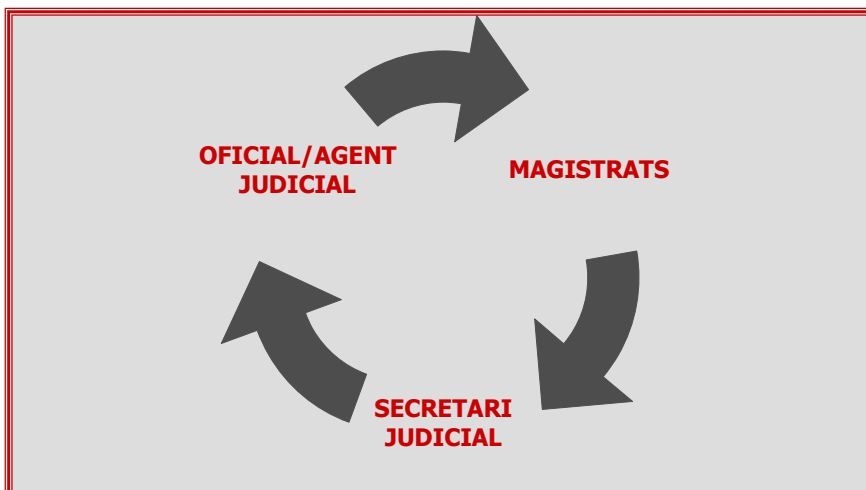 OFICIAL/AGENT
JUDICIAL
MAGISTRATS
SECRETARI
JUDICIAL